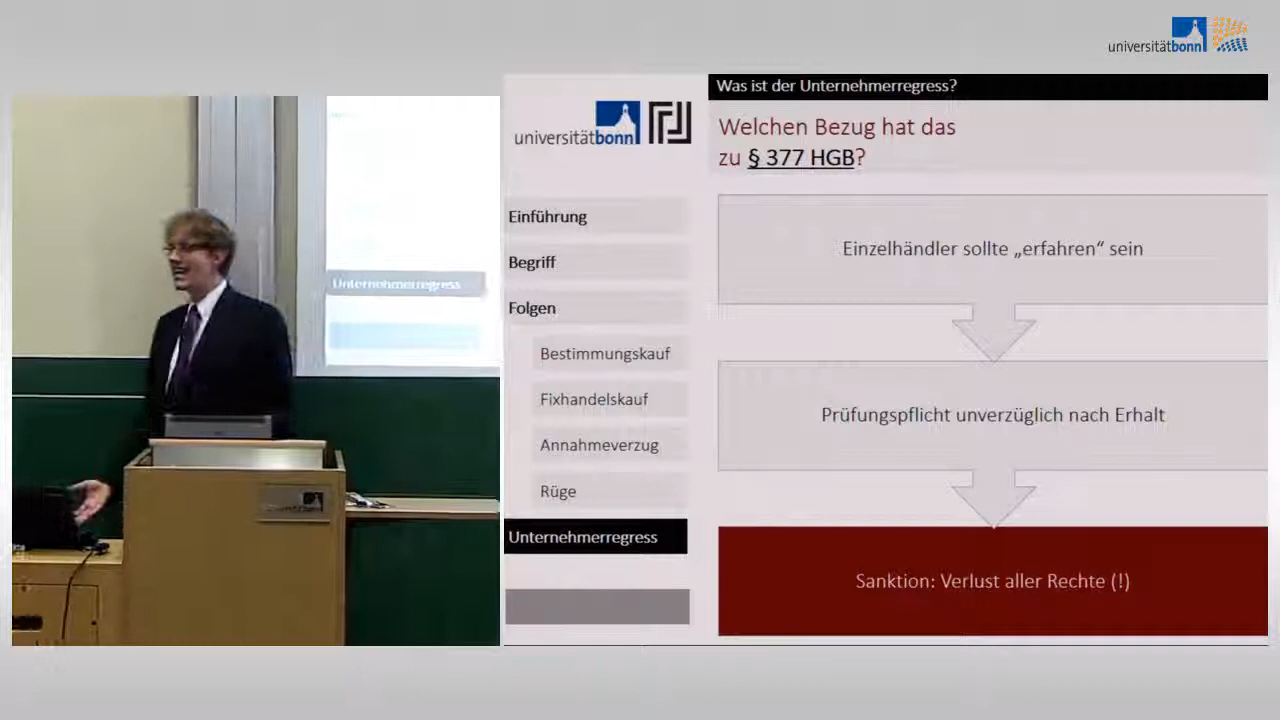 universitätbonn
Was ist der Unternehmerregress?
universitätbonn
Welchen Bezug hat das
zu § 377 HGB?
Einführung
Begriff
Folgen
Bestimmungskauf
Fixhandelskauf
Annahmeverzug
Rüge
Unternehmerregress
Einzelhändler sollte „erfahren“ sein
Prüfungspflicht unverzüglich nach Erhalt
Sanktion: Verlust aller Rechte (!)
Unternehmerregress